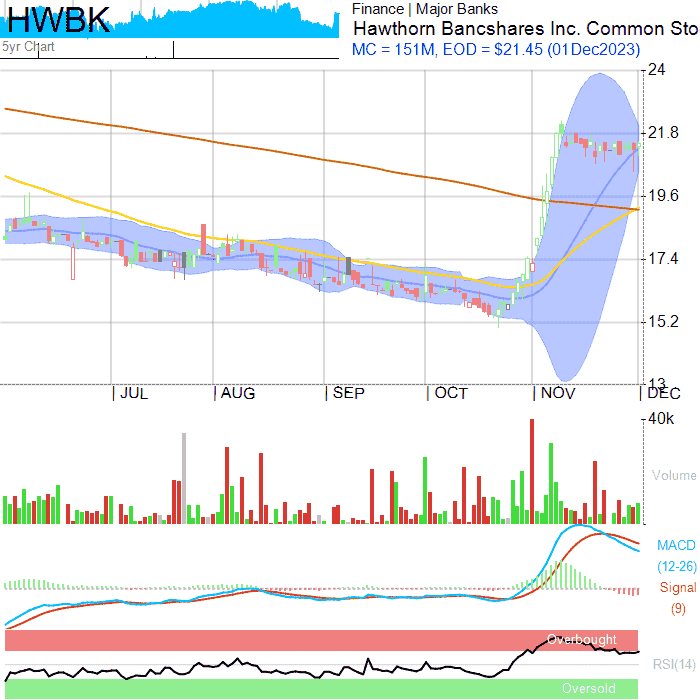 HWBK
5yr Chart
Finance | Major Banks
Hawthorn Bancshares Inc. Common Sto
MC = 151M, EOD = $21.45 (01Dec2023)
24
21.8
19.6
17.4
15.2
13
JUL AUG SEP OCT NOV DEC
40k
Volume
MACD
(12-26)
Signal
(9)
Overbought
RSI(14)
Oversold